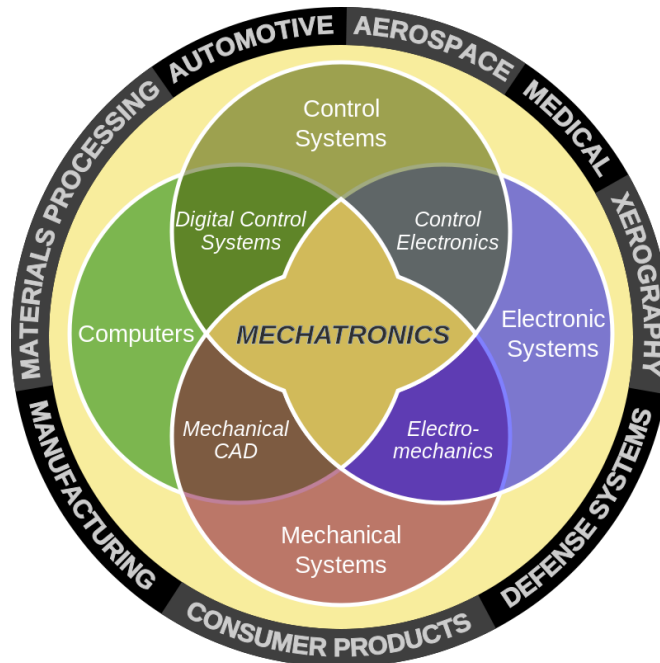 AUTOMOTIVE
AEROSPACE
MEDICAL
XEROGRAPHY
DEFENSE SYSTEMS
CONSUMER PRODUCTS
MANUFACTURING
MATERIALS PROCESSING
Control
Systems
Digital Control
Systems
Control
Electronics
Computers
MECHATRONICS
Electronic
Systems
Mechanical
CAD
Electro-
mechanics
Mechanical
Systems